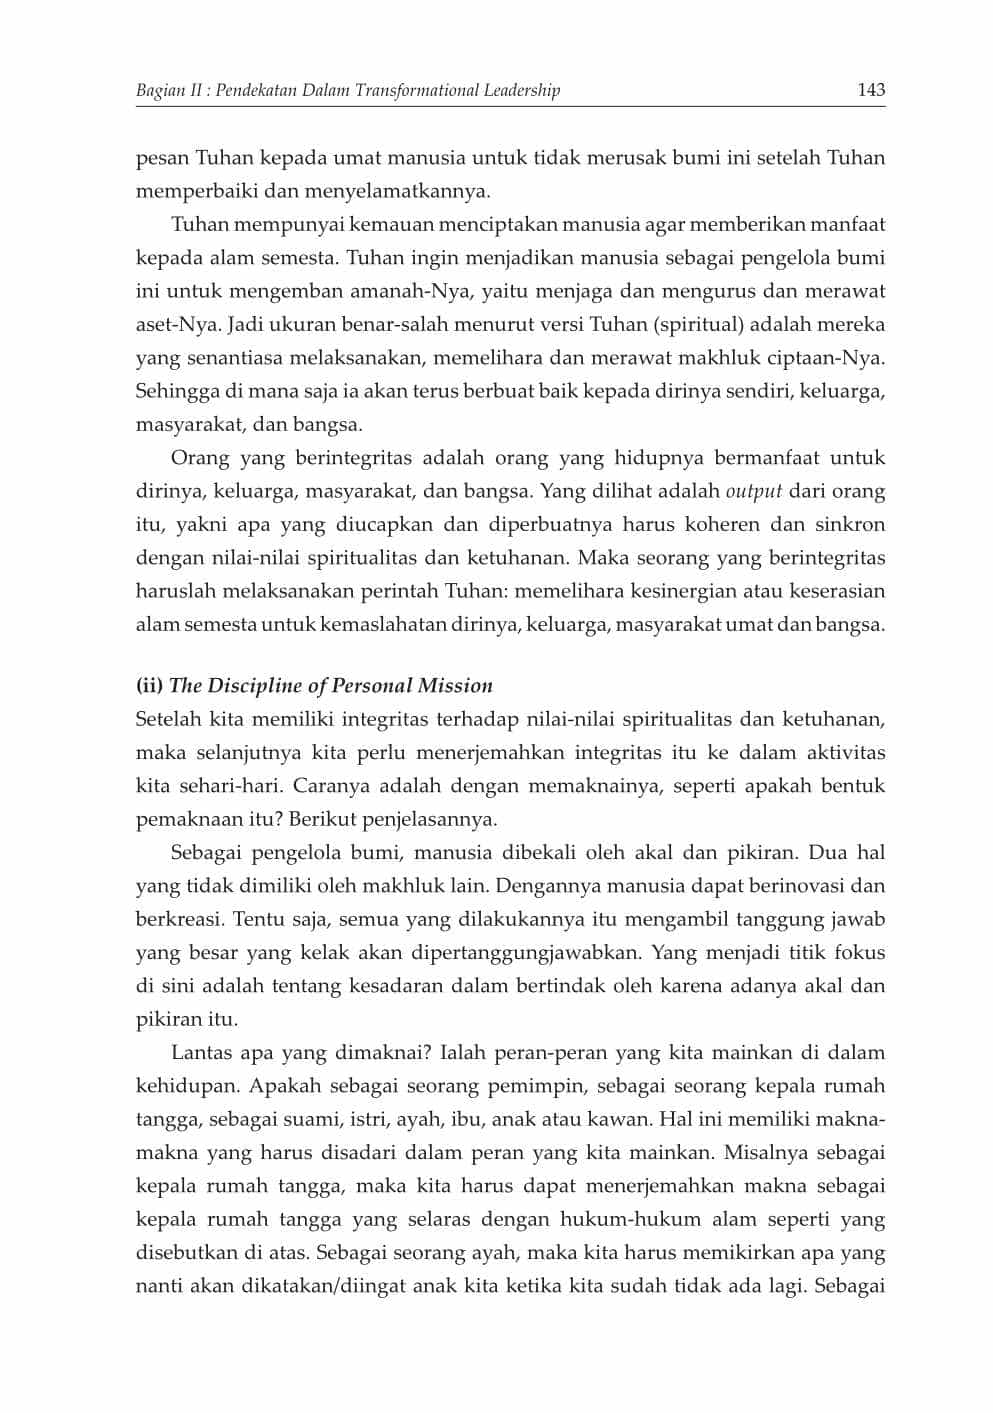 Bagian II : Pendekatan Dalam Transformational Leadership 143
pesan Tuhan kepada umat manusia untuk tidak merusak bumi ini setelah Tuhan
memperbaiki dan menyelamatkannya.
Tuhan mempunyai kemauan menciptakan manusia agar memberikan manfaat
kepada alam semesta. Tuhan ingin menjadikan manusia sebagai pengelola bumi
ini untuk mengemban amanah-Nya, yaitu menjaga dan mengurus dan merawat
aset-Nya. Jadi ukuran benar-salah menurut versi Tuhan (spiritual) adalah mereka
yang senantiasa melaksanakan, memelihara dan merawat makhluk ciptaan-Nya.
Sehingga di mana saja ia akan terus berbuat baik kepada dirinya sendiri, keluarga,
masyarakat, dan bangsa.
Orang yang berintegritas adalah orang yang hidupnya bermanfaat untuk
dirinya, keluarga, masyarakat, dan bangsa. Yang dilihat adalah output dari orang
itu, yakni apa yang diucapkan dan diperbuatnya harus koheren dan sinkron
dengan nilai-nilai spiritualitas dan ketuhanan. Maka seorang yang berintegritas
haruslah melaksanakan perintah Tuhan: memelihara kesinergian atau keserasian
alam semesta untuk kemaslahatan dirinya, keluarga, masyarakat umat dan bangsa.
(ii) The Discipline of Personal Mission
Setelah kita memiliki integritas terhadap nilai-nilai spiritualitas dan ketuhanan,
maka selanjutnya kita perlu menerjemahkan integritas itu ke dalam aktivitas
kita sehari-hari. Caranya adalah dengan memaknainya, seperti apakah bentuk
pemaknaan itu? Berikut penjelasannya.
Sebagai pengelola bumi, manusia dibekali oleh akal dan pikiran. Dua hal
yang tidak dimiliki oleh makhluk lain. Dengannya manusia dapat berinovasi dan
berkreasi. Tentu saja, semua yang dilakukannya itu mengambil tanggung jawab
yang besar yang kelak akan dipertanggungjawabkan. Yang menjadi titik fokus
di sini adalah tentang kesadaran dalam bertindak oleh karena adanya akal dan
pikiran itu.
Lantas apa yang dimaknai? Ialah peran-peran yang kita mainkan di dalam
kehidupan. Apakah sebagai seorang pemimpin, sebagai seorang kepala rumah
tangga, sebagai suami, istri, ayah, ibu, anak atau kawan. Hal ini memiliki makna-
makna yang harus disadari dalam peran yang kita mainkan. Misalnya sebagai
kepala rumah tangga, maka kita harus dapat menerjemahkan makna sebagai
kepala rumah tangga yang selaras dengan hukum-hukum alam seperti yang
disebutkan di atas. Sebagai seorang ayah, maka kita harus memikirkan apa yang
nanti akan dikatakan/diingat anak kita ketika kita sudah tidak ada lagi. Sebagai